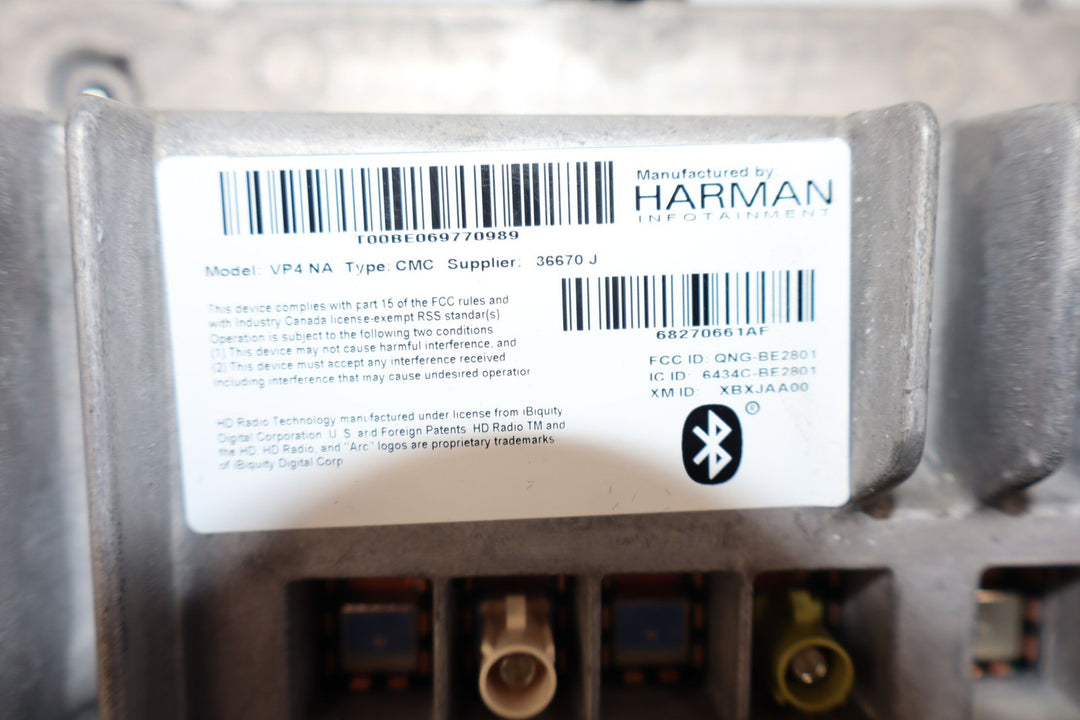 T00BE069770989
Manufactured by
HARMAN
INFOTAINMENT
Model: VP4 NA Type: CMC Supplier: 36670 J
This device complies with part 15 of the FCC rules and
with Industry Canada license-exempt RSS standar(s)
Operation is subject to the following two conditions
(1) This device may not cause harmful interference, and
(2) This device must accept any interference received
Including interference that may cause undesired operatior
68270661AF
FCC ID: QNG-BE2801
IC ID: 6434C-BE2801
XM ID: XBXJAA00
HD Radio Technology manufactured under license from iBiquity
Digital Corporation. U.S. and Foreign Patents. HD Radio TM and
the HD, HD Radio, and "Arc" logos are proprietary trademarks
of iBiquity Digital Corp
®